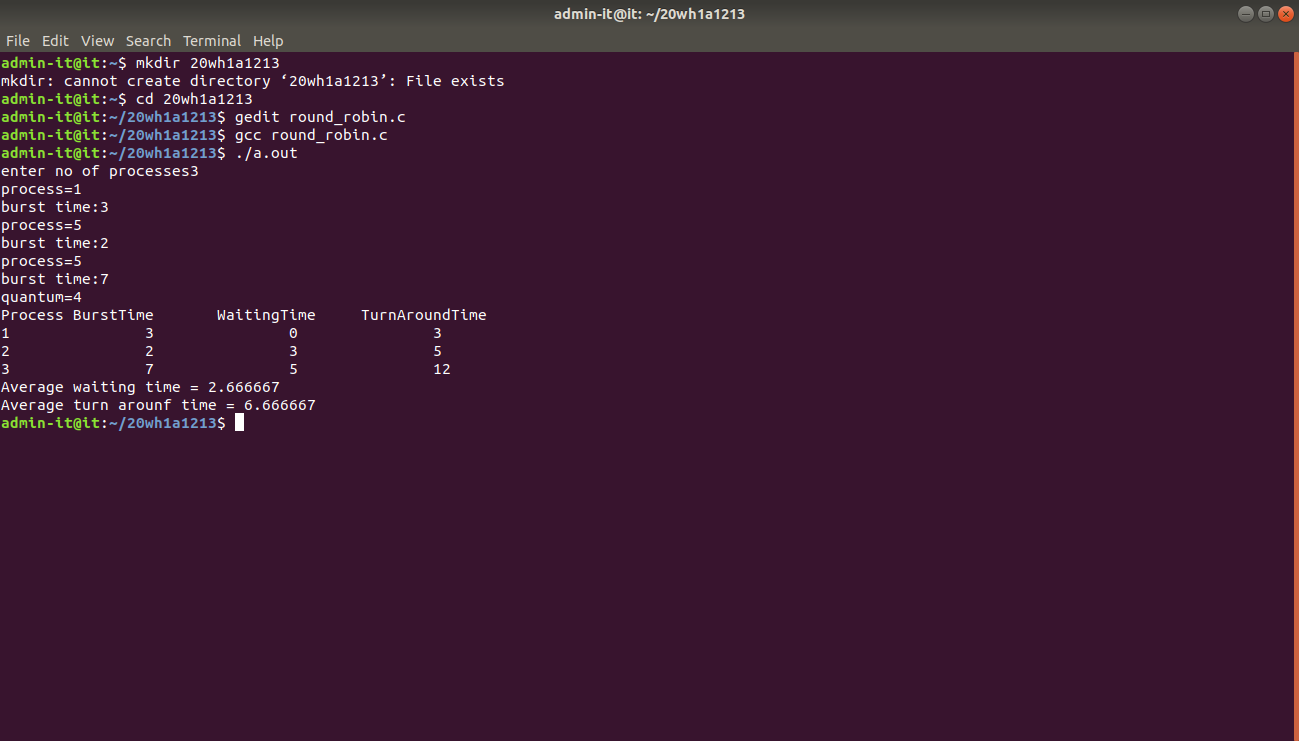 admin-it@it: ~/20wh1a1213
File Edit View Search Terminal Help
admin-it@it:~$ mkdir 20wh1a1213
mkdir: cannot create directory ‘20wh1a1213’: File exists
admin-it@it:~$ cd 20wh1a1213
admin-it@it:~/20wh1a1213$ gedit round_robin.c
admin-it@it:~/20wh1a1213$ gcc round_robin.c
admin-it@it:~/20wh1a1213$ ./a.out
enter no of processes3
process=1
burst time:3
process=5
burst time:2
process=5
burst time:7
quantum=4
Process BurstTime       WaitingTime     TurnAroundTime
1               3               0               3
2               2               3               5
3               7               5               12
Average waiting time = 2.666667
Average turn arounf time = 6.666667
admin-it@it:~/20wh1a1213$